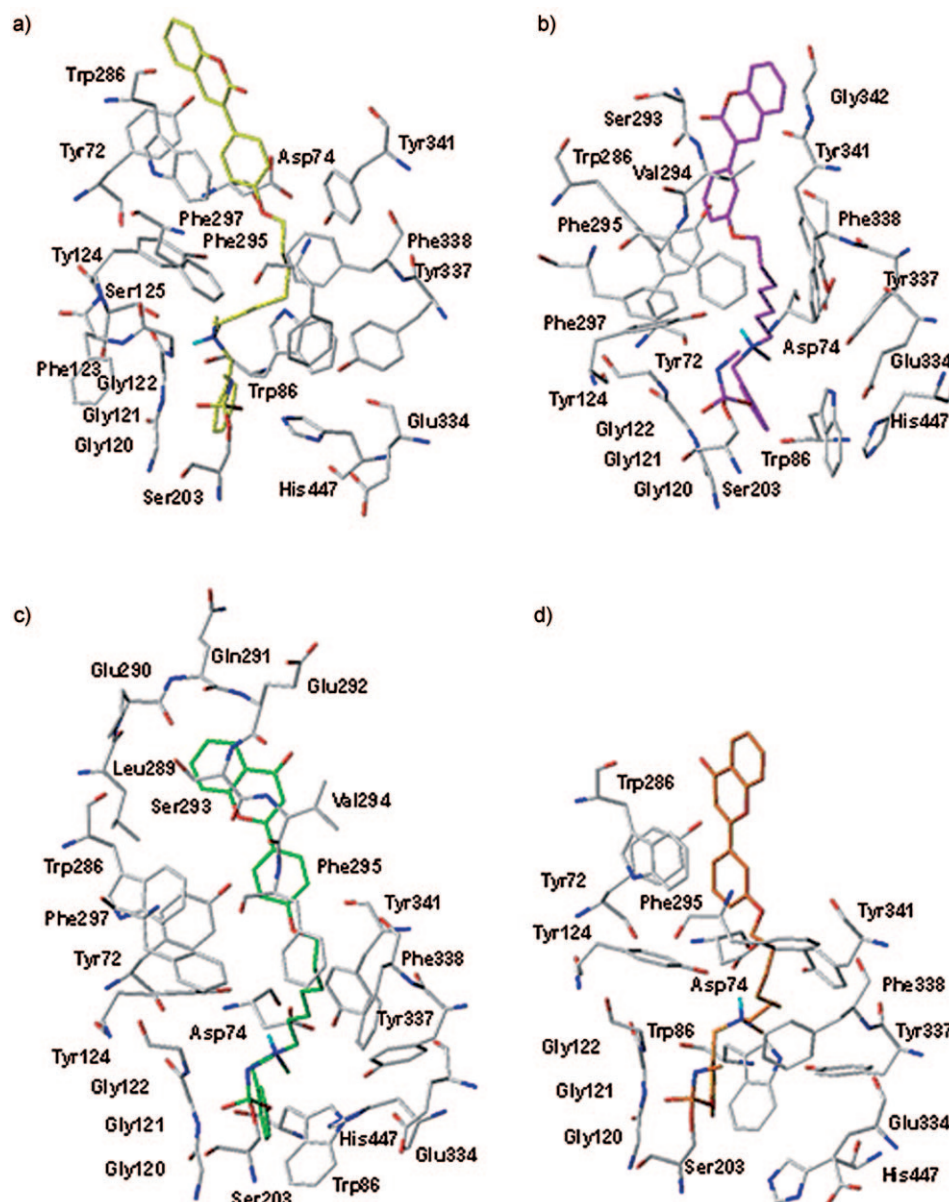 a)
Trp286
Tyr72
Asp74
Tyr341
Phe297
Phe295
Phe338
Ty124
Tyr337
Ser125
Phe123
Gly122
Trp86
Gly121
Glu334
Gly120
Ser203
His447
b)
Gly342
Ser293
Trp286
Val294
Tyr341
Phe295
Phe338
Tyr337
Phe297
Tyr72
Asp74
Glu334
Tyr124
Gly122
His447
Gly121
Trp86
Gly120
Ser203
c)
Gln291
Glu290
Glu292
Leu289
Ser293
Val294
Trp286
Phe295
Phe297
Tyr341
Tyr72
Phe338
Asp74
Tyr337
Tyr124
Gly122
Gly121
His447
Gly120
Glu334
Ser203
Trp86
d)
Trp286
Tyr72
Phe295
Tyr124
Tyr341
Asp74
Phe338
Gly122
Trp86
Tyr337
Gly121
Glu334
Gly120
Ser203
His447